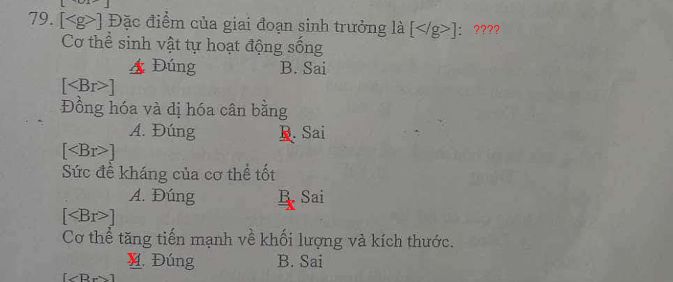 79. [<g>] Đặc điểm của giai đoạn sinh trưởng là [</g>]: ????
Cơ thể sinh vật tự hoạt động sống
A. Đúng B. Sai
[<Br>]
Đồng hóa và dị hóa cân bằng
A. Đúng B. Sai
[<Br>]
Sức đề kháng của cơ thể tốt
A. Đúng B. Sai
[<Br>]
Cơ thể tăng tiến mạnh về khối lượng và kích thước.
A. Đúng B. Sai
[<Br>]